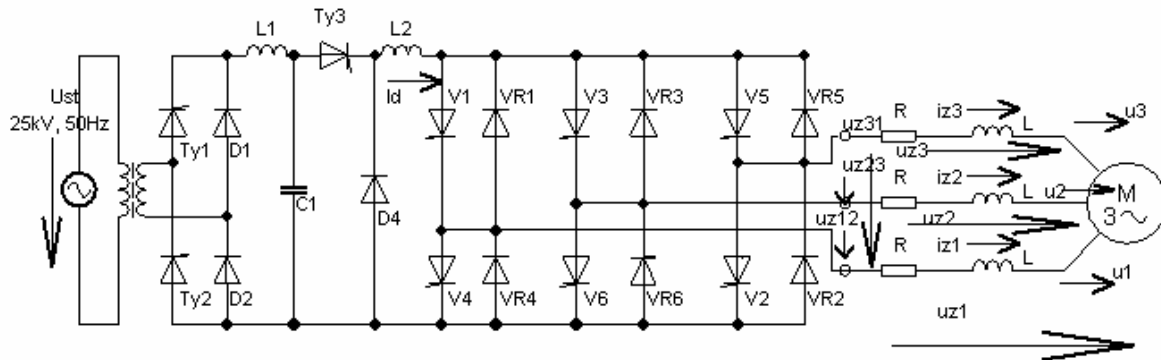 L1 Ty3 L2
Ust
25kV, 50Hz
Id
V1 VR1 V3 VR3 V5 VR5
Ty1 D1
R iz3 L u3
uz31 uz3
uz23
R iz2 u2 M
3
C1 D4
uz12 uz2
L
R iz1 L
Ty2 D2
V4 VR4 V6 VR6 V2 VR2
u1
uz1